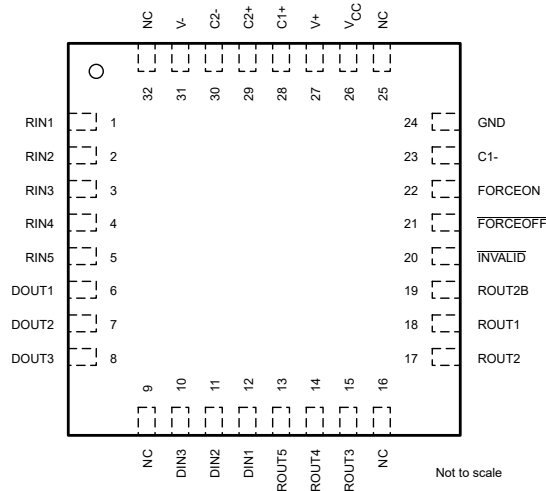 NC V- C2- C2+ C1+ V+ VCC NC
32 31 30 29 28 27 26 25
RIN1 1 24 GND
RIN2 2 23 C1-
RIN3 3 22 FORCEON
RIN4 4 21 FORCEOFF
RIN5 5 20 INVALID
DOUT1 6 19 ROUT2B
DOUT2 7 18 ROUT1
DOUT3 8 17 ROUT2
9 10 11 12 13 14 15 16
NC DIN3 DIN2 DIN1 ROUT5 ROUT4 ROUT3 NC
Not to scale